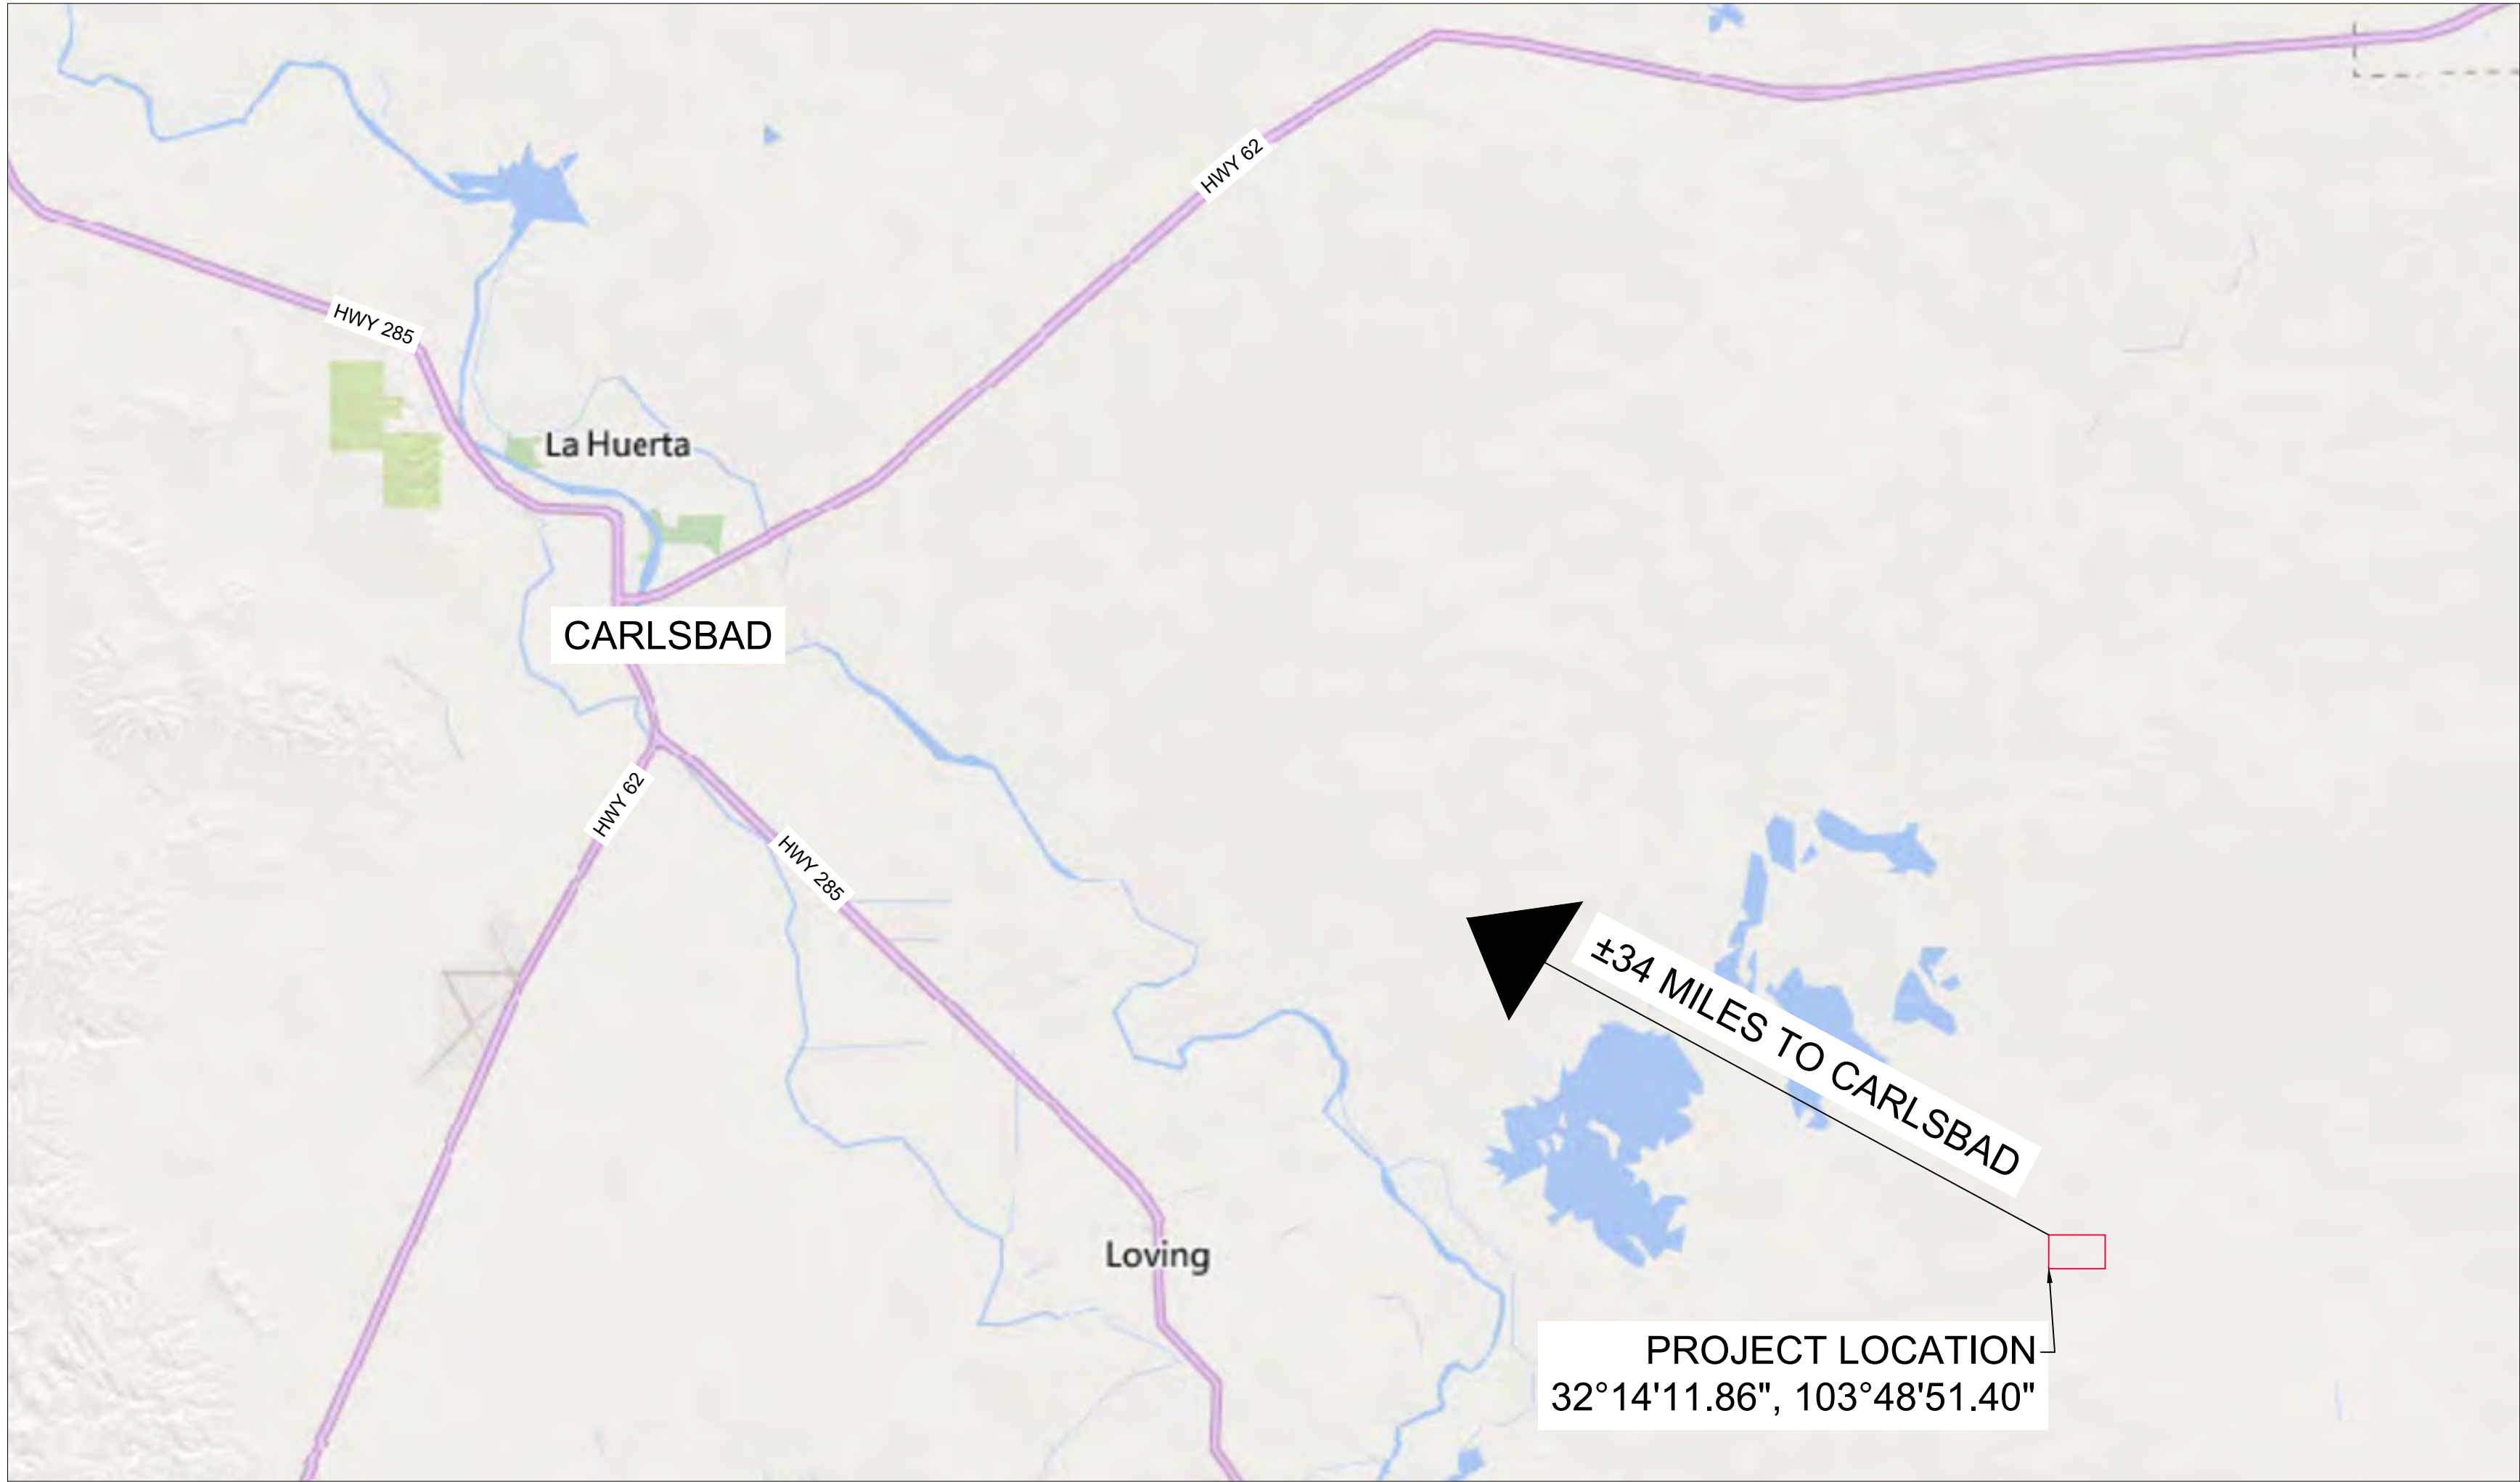 HWY 62
HWY 285
La Huerta
CARLSBAD
HWY 62
HWY 285
±34 MILES TO CARLSBAD
Loving
PROJECT LOCATION
32°14'11.86", 103°48'51.40"